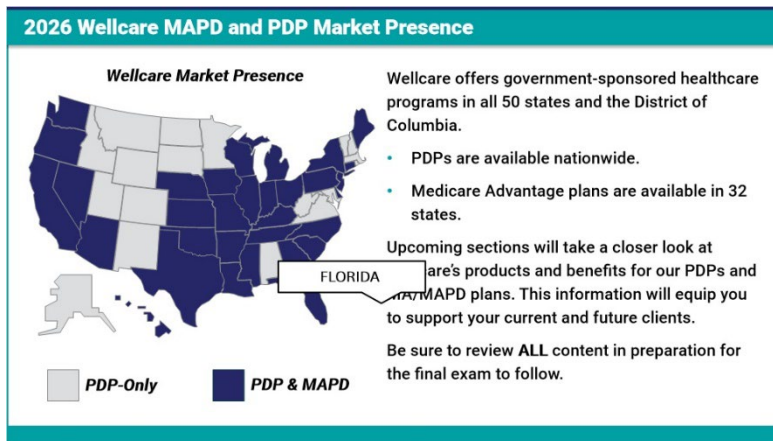 2026 Wellcare MAPD and PDP Market Presence
Wellcare Market Presence
FLORIDA
PDP-Only
PDP & MAPD
Wellcare offers government-sponsored healthcare
programs in all 50 states and the District of
Columbia.
• PDPs are available nationwide.
• Medicare Advantage plans are available in 32
states.
Upcoming sections will take a closer look at
care's products and benefits for our PDPs and
MA/MAPD plans. This information will equip you
to support your current and future clients.
Be sure to review ALL content in preparation for
the final exam to follow.